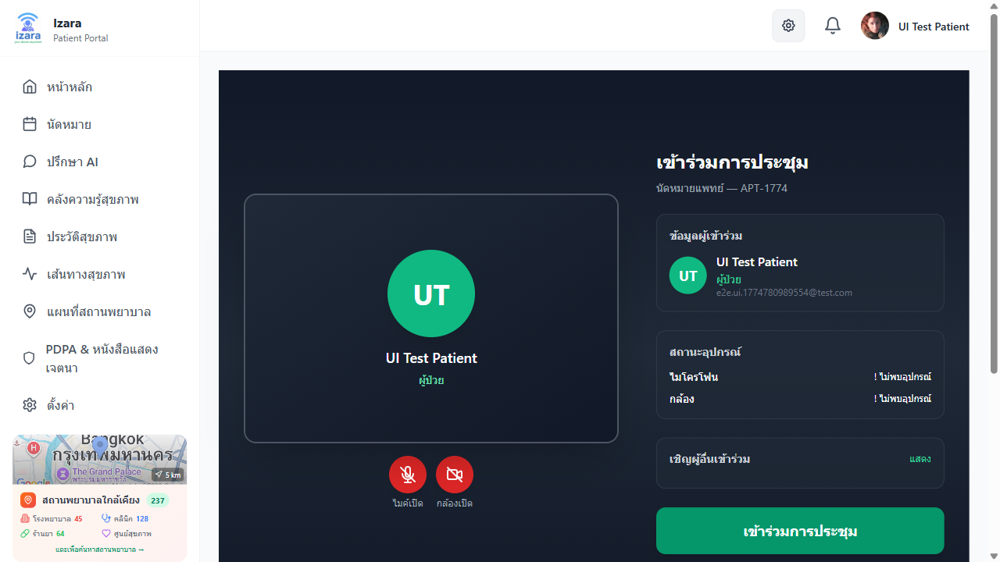 izara
Izara
Patient Portal
UI Test Patient
หน้าหลัก
นัดหมาย
ปรึกษา AI
คลังความรู้สุขภาพ
ประวัติสุขภาพ
เส้นทางสุขภาพ
แผนที่สถานพยาบาล
PDPA & หนังสือแสดง
เจตนา
ตั้งค่า
H
Bangkok
กรุงเทพมหานคร
The Grand Palace
พระบรมมหาราชวัง
Google
5 km
สถานพยาบาลใกล้เคียง 237
โรงพยาบาล 45
คลินิก 128
ร้านยา 64
ศูนย์สุขภาพ
แตะเพื่อค้นหาสถานพยาบาล →
UT
UI Test Patient
ผู้ป่วย
ไมค์เปิด
กล้องเปิด
เข้าร่วมการประชุม
นัดหมายแพทย์ — APT-1774
ข้อมูลผู้เข้าร่วม
UT
UI Test Patient
ผู้ป่วย
e2e.ui.1774780989554@test.com
สถานะอุปกรณ์
ไมโครโฟน
! ไม่พบอุปกรณ์
กล้อง
! ไม่พบอุปกรณ์
เชิญผู้อื่นเข้าร่วม
แสดง
เข้าร่วมการประชุม